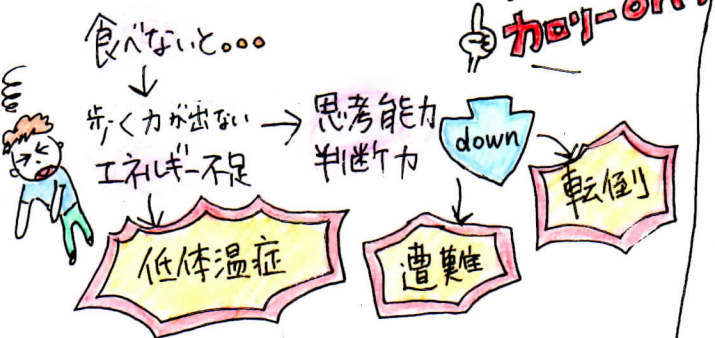 食べないと...
カロリー
歩く力が出ない
エネルギー不足
思考能力
判断力
down
低体温症
遭難
転倒